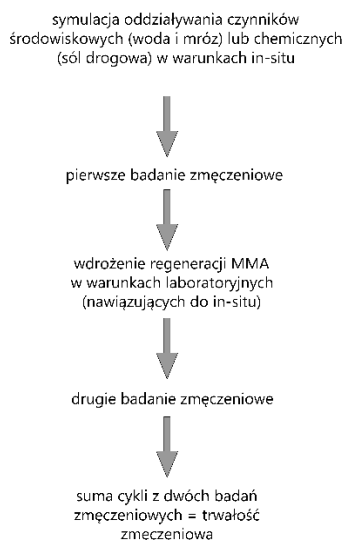 symulacja oddziaływania czynników
środowiskowych (woda i mróz) lub chemicznych
(sól drogowa) w warunkach in-situ
pierwsze badanie zmęczeniowe
wdrożenie regeneracji MMA
w warunkach laboratoryjnych
(nawiązujących do in-situ)
drugie badanie zmęczeniowe
suma cykli z dwóch badań
zmęczeniowych = trwałość
zmeczeniowa